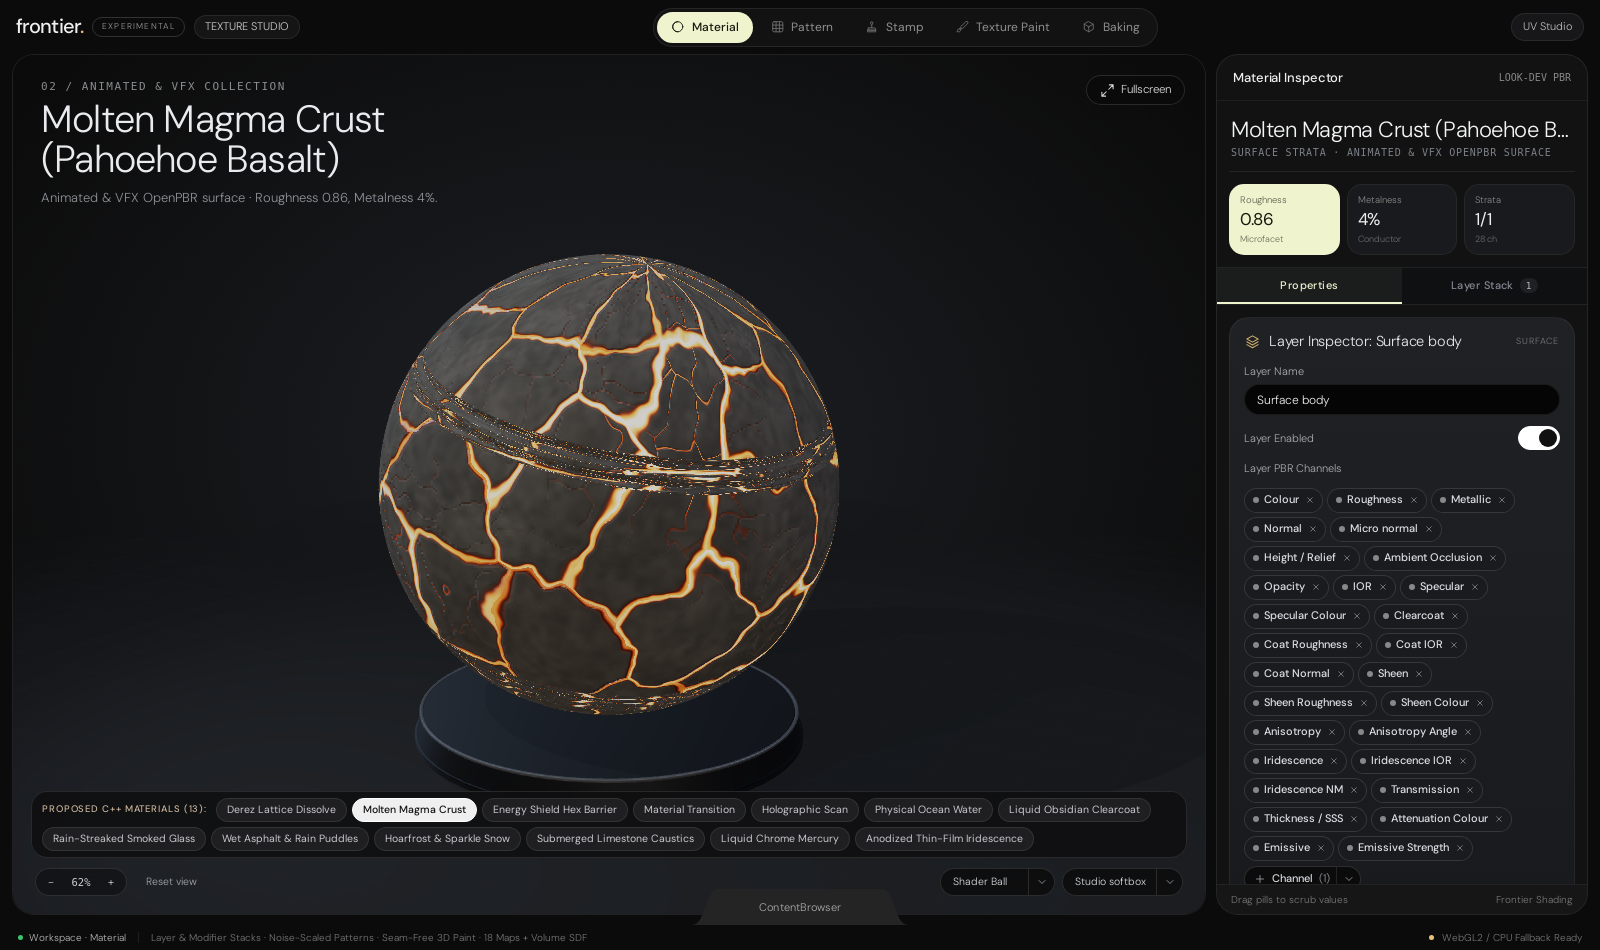 frontier.
EXPERIMENTAL
TEXTURE STUDIO
Material
Pattern
Stamp
Texture Paint
Baking
UV Studio
02 / ANIMATED & VFX COLLECTION
Molten Magma Crust
(Pahoehoe Basalt)
Animated & VFX OpenPBR surface · Roughness 0.86, Metalness 4%.
Fullscreen
PROPOSED C++ MATERIALS (13):
Derez Lattice Dissolve
Molten Magma Crust
Energy Shield Hex Barrier
Material Transition
Holographic Scan
Physical Ocean Water
Liquid Obsidian Clearcoat
Rain-Streaked Smoked Glass
Wet Asphalt & Rain Puddles
Hoarfrost & Sparkle Snow
Submerged Limestone Caustics
Liquid Chrome Mercury
Anodized Thin-Film Iridescence
− 62% +
Reset view
Shader Ball
Studio softbox
ContentBrowser
Material Inspector
LOOK-DEV PBR
Molten Magma Crust (Pahoehoe B...
SURFACE STRATA · ANIMATED & VFX OPENPBR SURFACE
Roughness
0.86
Microfacet
Metalness
4%
Conductor
Strata
1/1
28 ch
Properties
Layer Stack 1
Layer Inspector: Surface body
SURFACE
Layer Name
Surface body
Layer Enabled
Layer PBR Channels
Colour ×
Roughness ×
Metallic ×
Normal ×
Micro normal ×
Height / Relief ×
Ambient Occlusion ×
Opacity ×
IOR ×
Specular ×
Specular Colour ×
Clearcoat ×
Coat Roughness ×
Coat IOR ×
Coat Normal ×
Sheen ×
Sheen Roughness ×
Sheen Colour ×
Anisotropy ×
Anisotropy Angle ×
Iridescence ×
Iridescence IOR ×
Iridescence NM ×
Transmission ×
Thickness / SSS ×
Attenuation Colour ×
Emissive ×
Emissive Strength ×
+ Channel (1)
Drag pills to scrub values
Frontier Shading
Workspace · Material
Layer & Modifier Stacks · Noise-Scaled Patterns · Seam-Free 3D Paint · 18 Maps + Volume SDF
WebGL2 / CPU Fallback Ready